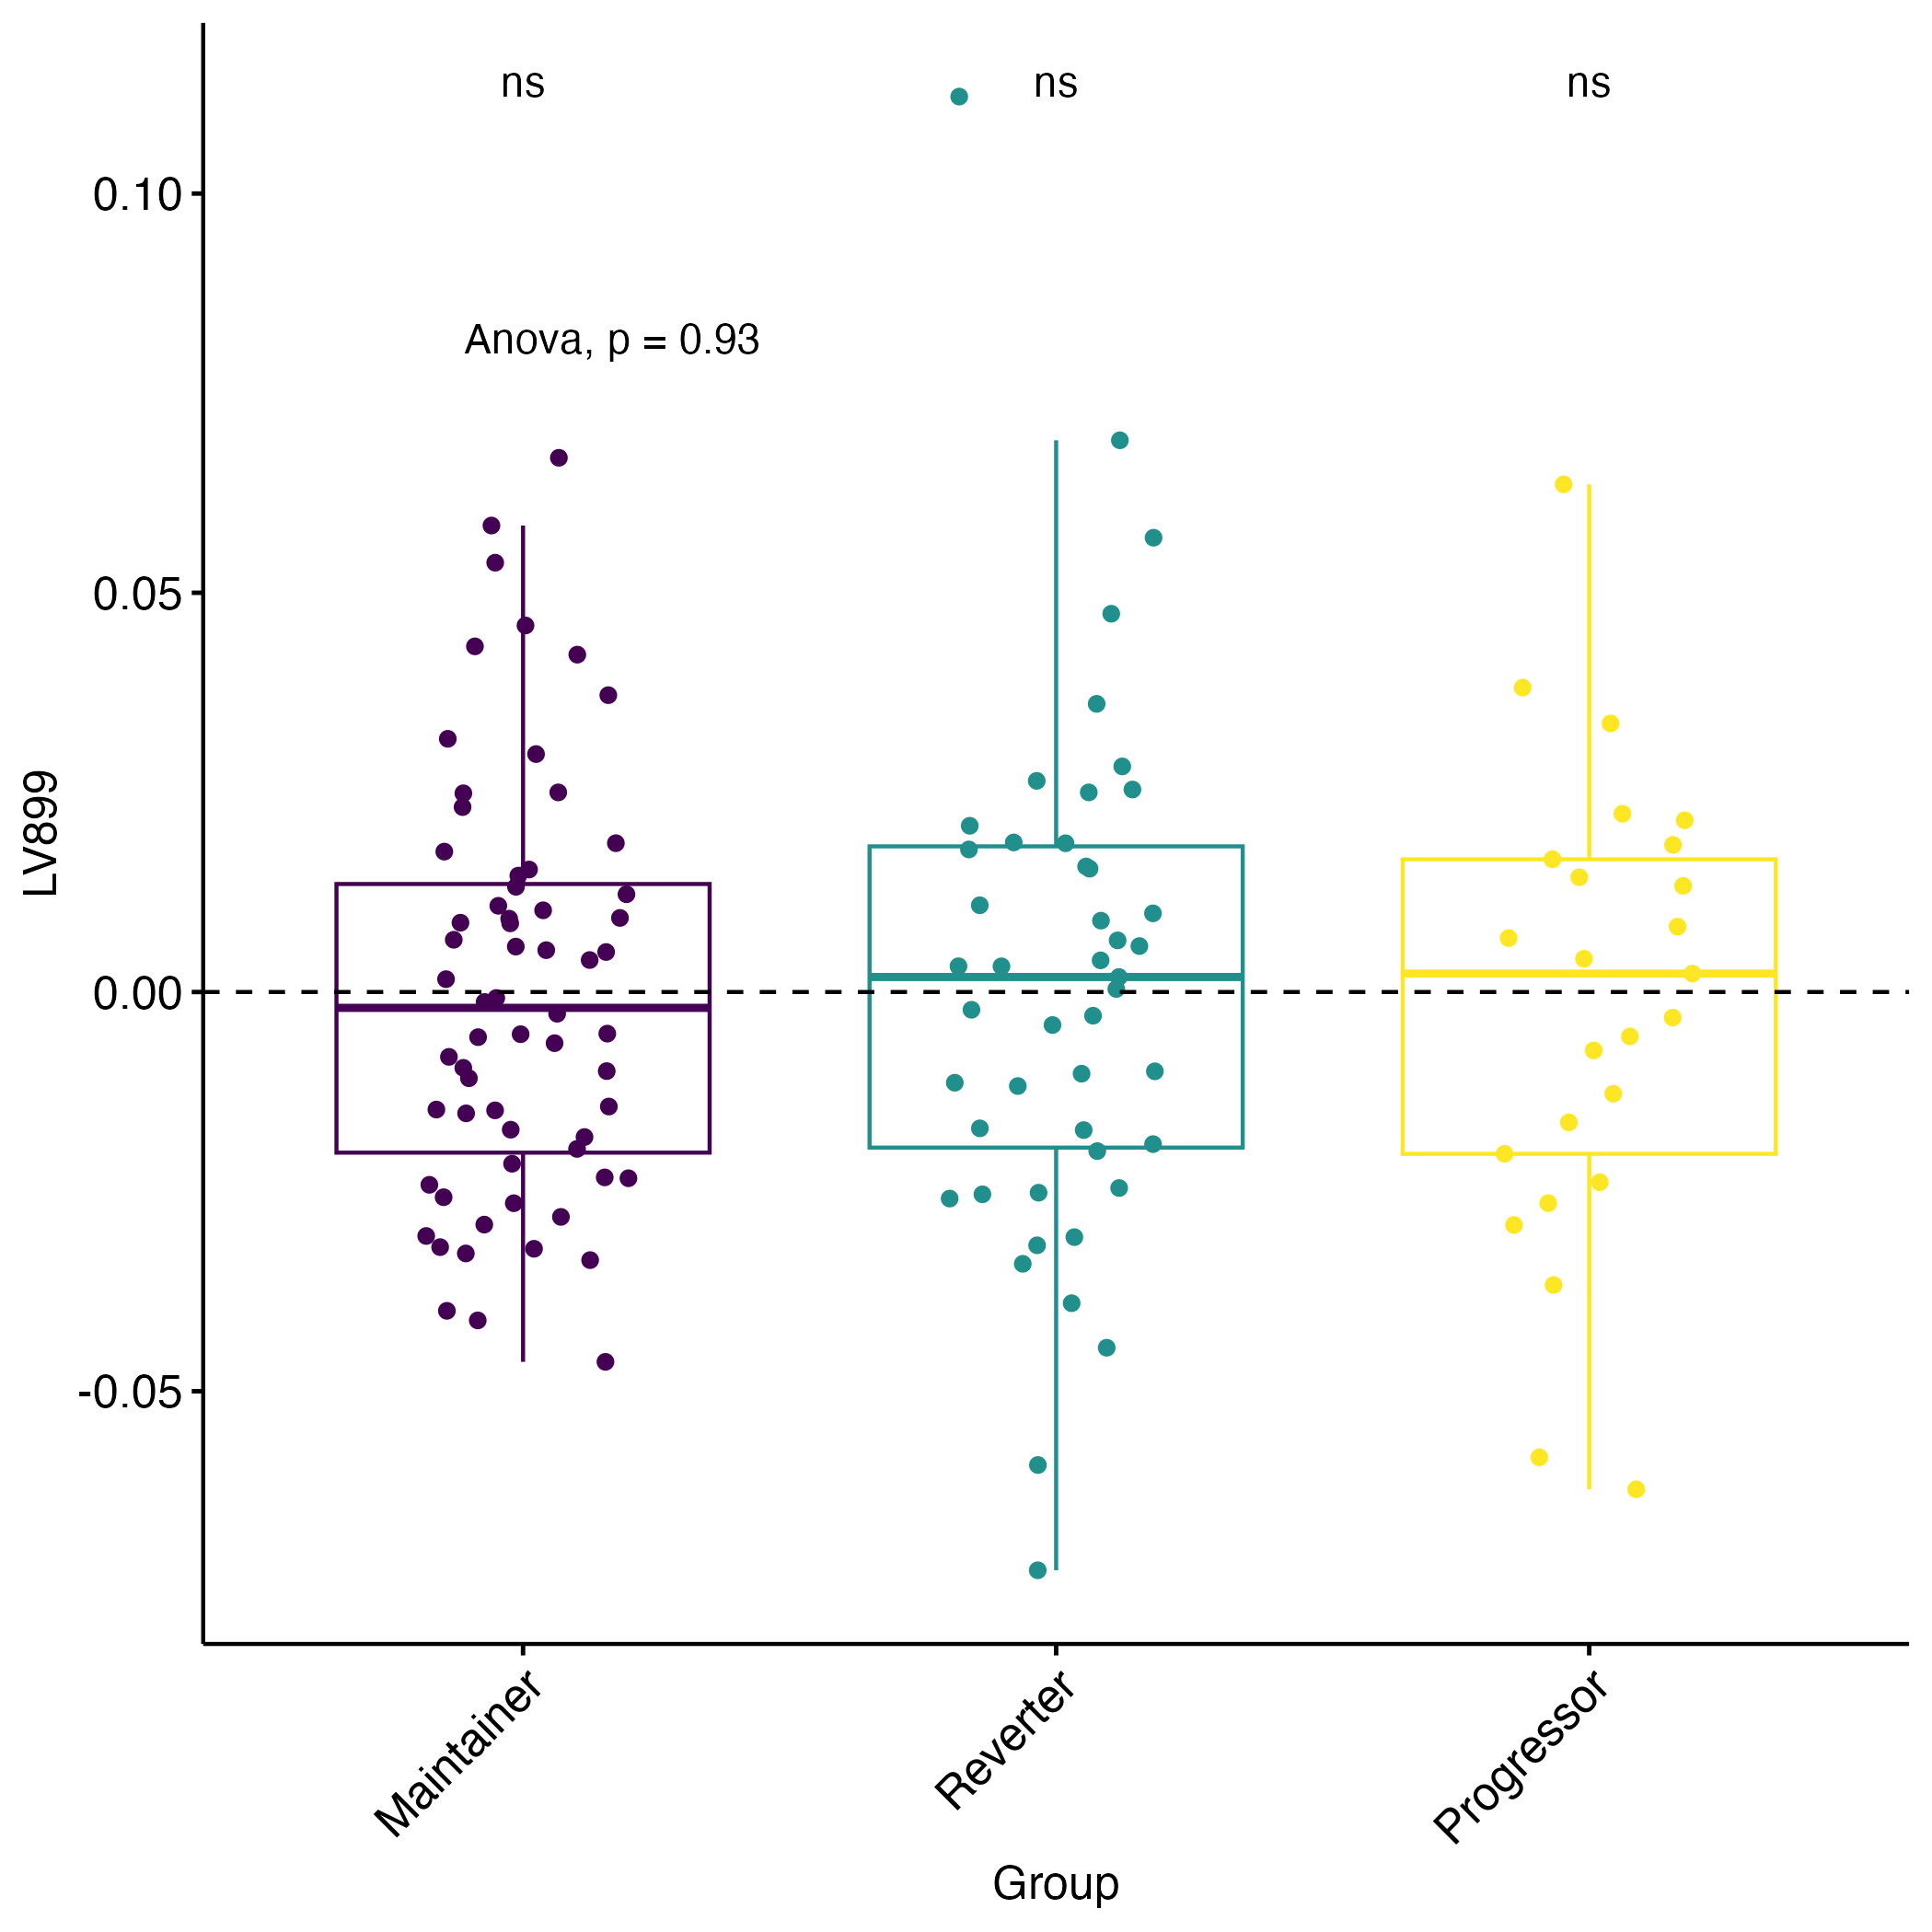 ns ns ns
Anova, p = 0.93
0.10
0.05
0.00
-0.05
LV899
Maintainer
Reverter
Progressor
Group